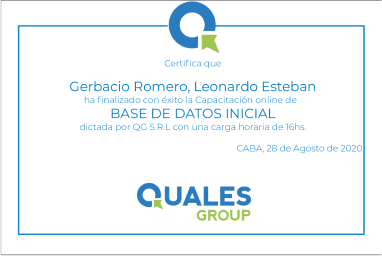 Certifica que
Gerbacio Romero, Leonardo Esteban
ha finalizado con éxito la Capacitación online de
BASE DE DATOS INICIAL
dictada por QG S.R.L con una carga horaria de 16hs.
CABA, 28 de Agosto de 2020.
QUALES
GROUP